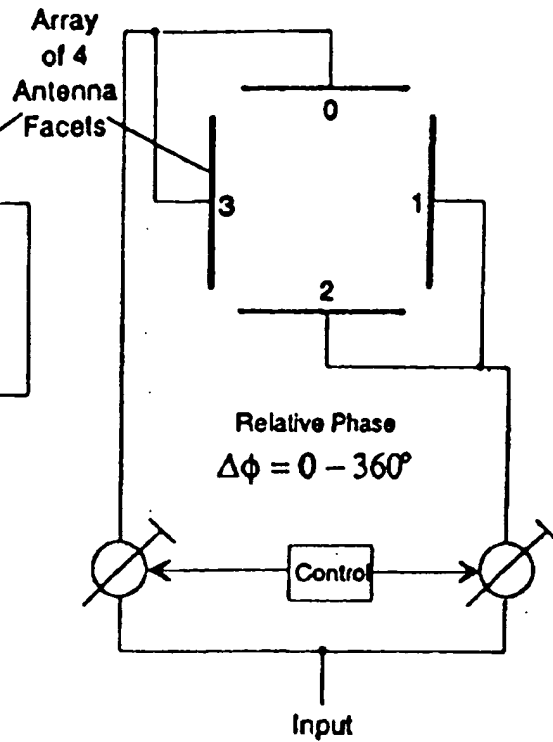 Array
of 4
Antenna
Facets
0
3
1
2
Relative Phase
Δϕ = 0 – 360°
Control
Input